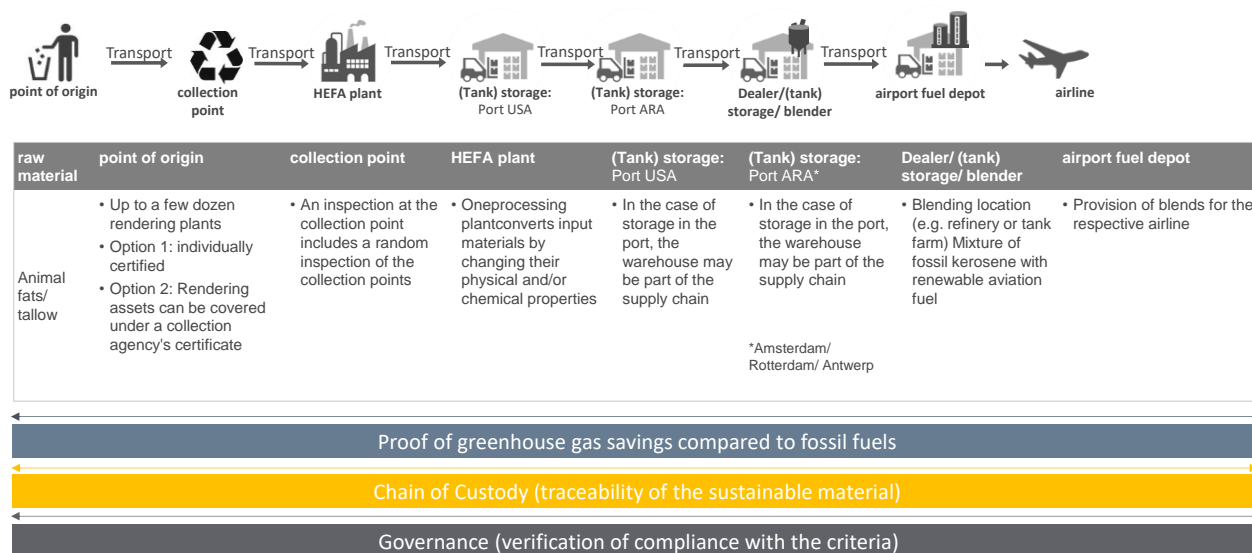 Transport
Transport
Transport
Transport
Transport
Transport
point of origin
collection
point
HEFA plant
(Tank) storage:
Port USA
(Tank) storage:
Port ARA
Dealer/(tank)
storage/ blender
airport fuel depot
airline
raw
material
point of origin
collection point
HEFA plant
(Tank) storage:
Port USA
(Tank) storage:
Port ARA*
Dealer/ (tank)
storage/ blender
airport fuel depot
Animal
fats/
tallow
• Up to a few dozen
rendering plants
• Option 1: individually
certified
• Option 2: Rendering
assets can be covered
under a collection
agency's certificate
• An inspection at the
collection point
includes a random
inspection of the
collection points
• Oneprocessing
plantconverts input
materials by
changing their
physical and/or
chemical properties
• In the case of
storage in the
port, the
warehouse may
be part of the
supply chain
• In the case of
storage in the port,
the warehouse
may be part of the
supply chain
*Amsterdam/
Rotterdam/ Antwerp
• Blending location
(e.g. refinery or tank
farm) Mixture of
fossil kerosene with
renewable aviation
fuel
• Provision of blends for the
respective airline
Proof of greenhouse gas savings compared to fossil fuels
Chain of Custody (traceability of the sustainable material)
Governance (verification of compliance with the criteria)